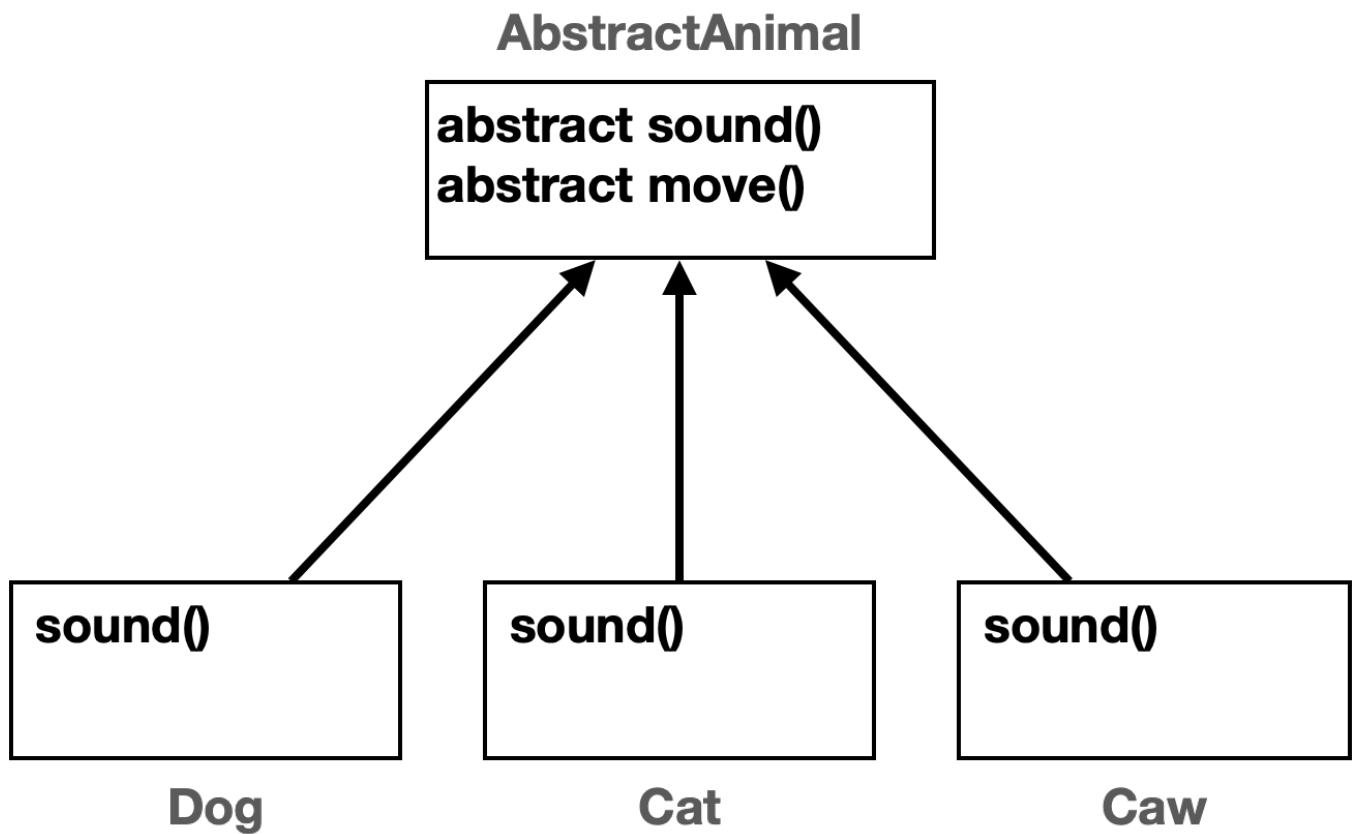 AbstractAnimal
abstract sound()
abstract move()
sound()
sound()
sound()
Dog
Cat
Caw